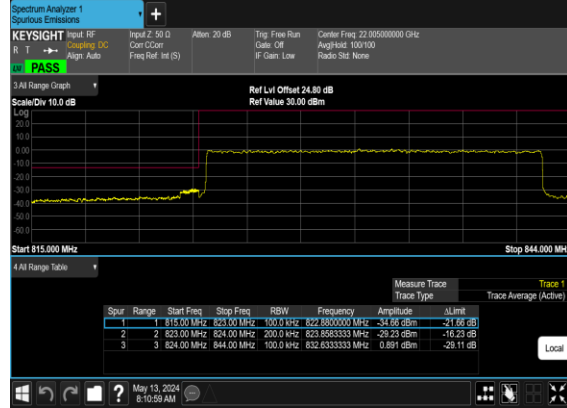 Spectrum Analyzer 1
Spurious Emissions
+
KEYSIGHT Input: RF Input Z: 50 Ω Atten: 20 dB Trig: Free Run Center Freq: 22.005000000 GHz
R T Coupling: DC Corr CCorr Gate: Off Avg|Hold: 100/100
Align: Auto Freq Ref: Int (S) IF Gain: Low Radio Std: None
PASS
3 All Range Graph
Ref Lvl Offset 24.80 dB
Scale/Div 10.0 dB Ref Value 30.00 dBm
Log
20.0
10.0
0.00
-10.0
-20.0
-30.0
-40.0
-50.0
-60.0
Start 815.000 MHz Stop 844.000 MH
4 All Range Table
Measure Trace Trace 1
Trace Type Trace Average (Active)
Spur Range Start Freq Stop Freq RBW Frequency Amplitude ΔLimit
1 1 815.00 MHz 823.00 MHz 100.0 kHz 822.8800000 MHz -34.66 dBm -21.66 dB
2 2 823.00 MHz 824.00 MHz 200.0 kHz 823.8583333 MHz -29.23 dBm -16.23 dB
3 3 824.00 MHz 844.00 MHz 100.0 kHz 832.6333333 MHz 0.891 dBm -29.11 dB
Local
? May 13, 2024
8:10:59 AM